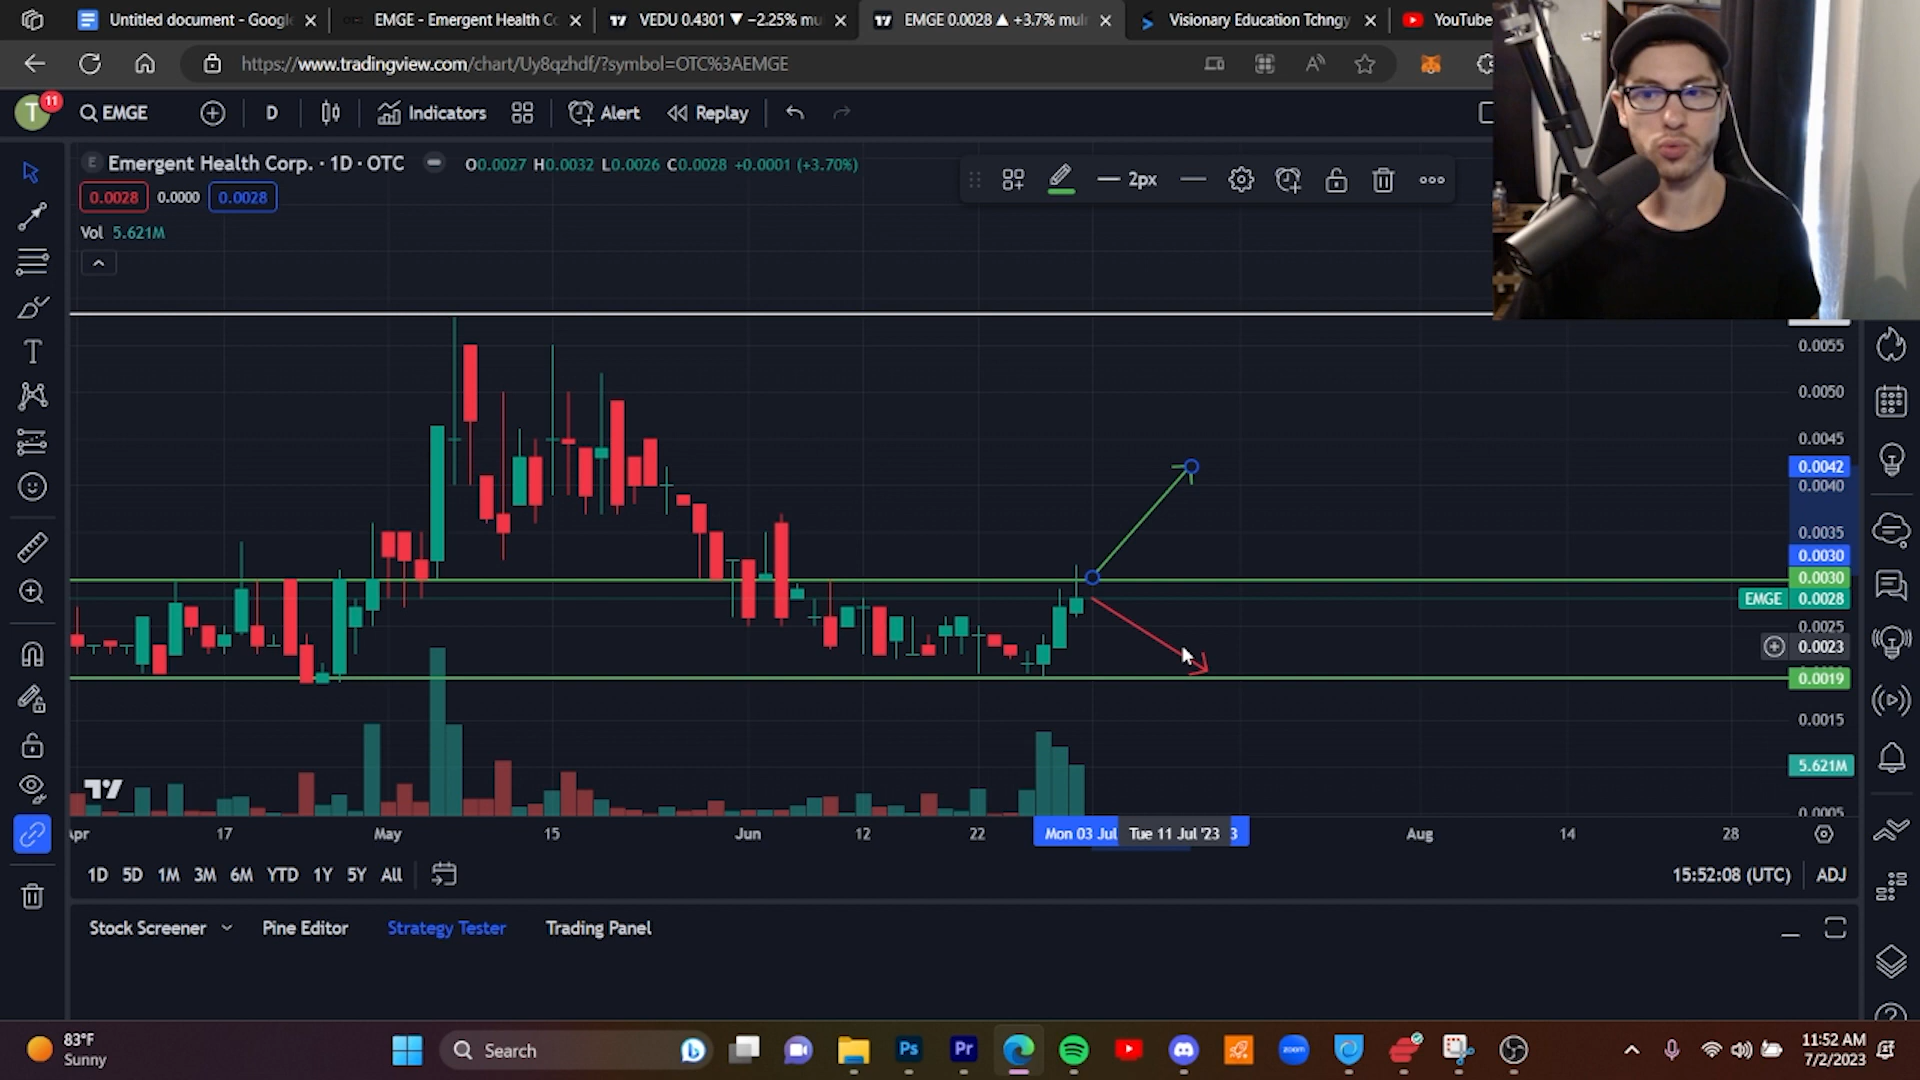 Untitled document - Google
EMGE - Emergent Health Co
VEDU 0.4301 ▼ −2.25% mu
EMGE 0.0028 ▲ +3.7% mul
Visionary Education Tchngy
YouTube
https://www.tradingview.com/chart/Uy8qzhdf/?symbol=OTC%3AEMGE
T
11
EMGE
D
Indicators
Alert
Replay
E
Emergent Health Corp. · 1D · OTC
O0.0027 H0.0032 L0.0026 C0.0028 +0.0001 (+3.70%)
2px
0.0028
0.0000
0.0028
Vol 5.621M
0.0055
0.0050
0.0045
0.0042
0.0040
0.0035
0.0030
0.0030
EMGE 0.0028
0.0025
0.0023
0.0019
0.0015
5.621M
0.0005
Apr
17
May
15
Jun
12
22
Mon 03 Jul
Tue 11 Jul '23
3
Aug
14
28
1D
5D
1M
3M
6M
YTD
1Y
5Y
All
15:52:08 (UTC)
ADJ
Stock Screener
Pine Editor
Strategy Tester
Trading Panel
83°F
Sunny
Search
Ps
Pr
zoom
11:52 AM
7/2/2023